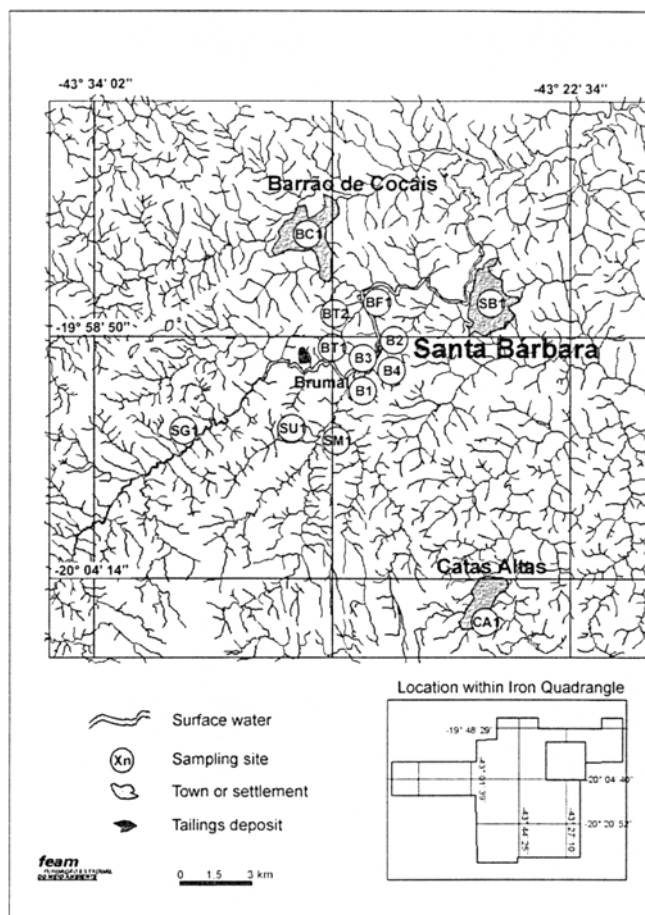 -43° 34' 02"
-43° 22' 34"
Barrão de Cocais
BC1
BF1
SB1
BT2
-19° 58' 50"
BT1
B3
B2
Santa Bárbara
B4
Brumal
B1
SG1
SU1
SM1
-20° 04' 14"
Catas Altas
CA1
Surface water
Xn
Sampling site
Town or settlement
Tailings deposit
feam
0 1.5 3 km
Location within Iron Quadrangle
-19° 48' 29"
-20° 04' 40"
-43° 01' 39"
-20° 20' 52"
-43° 44' 25"
-43° 27' 10"